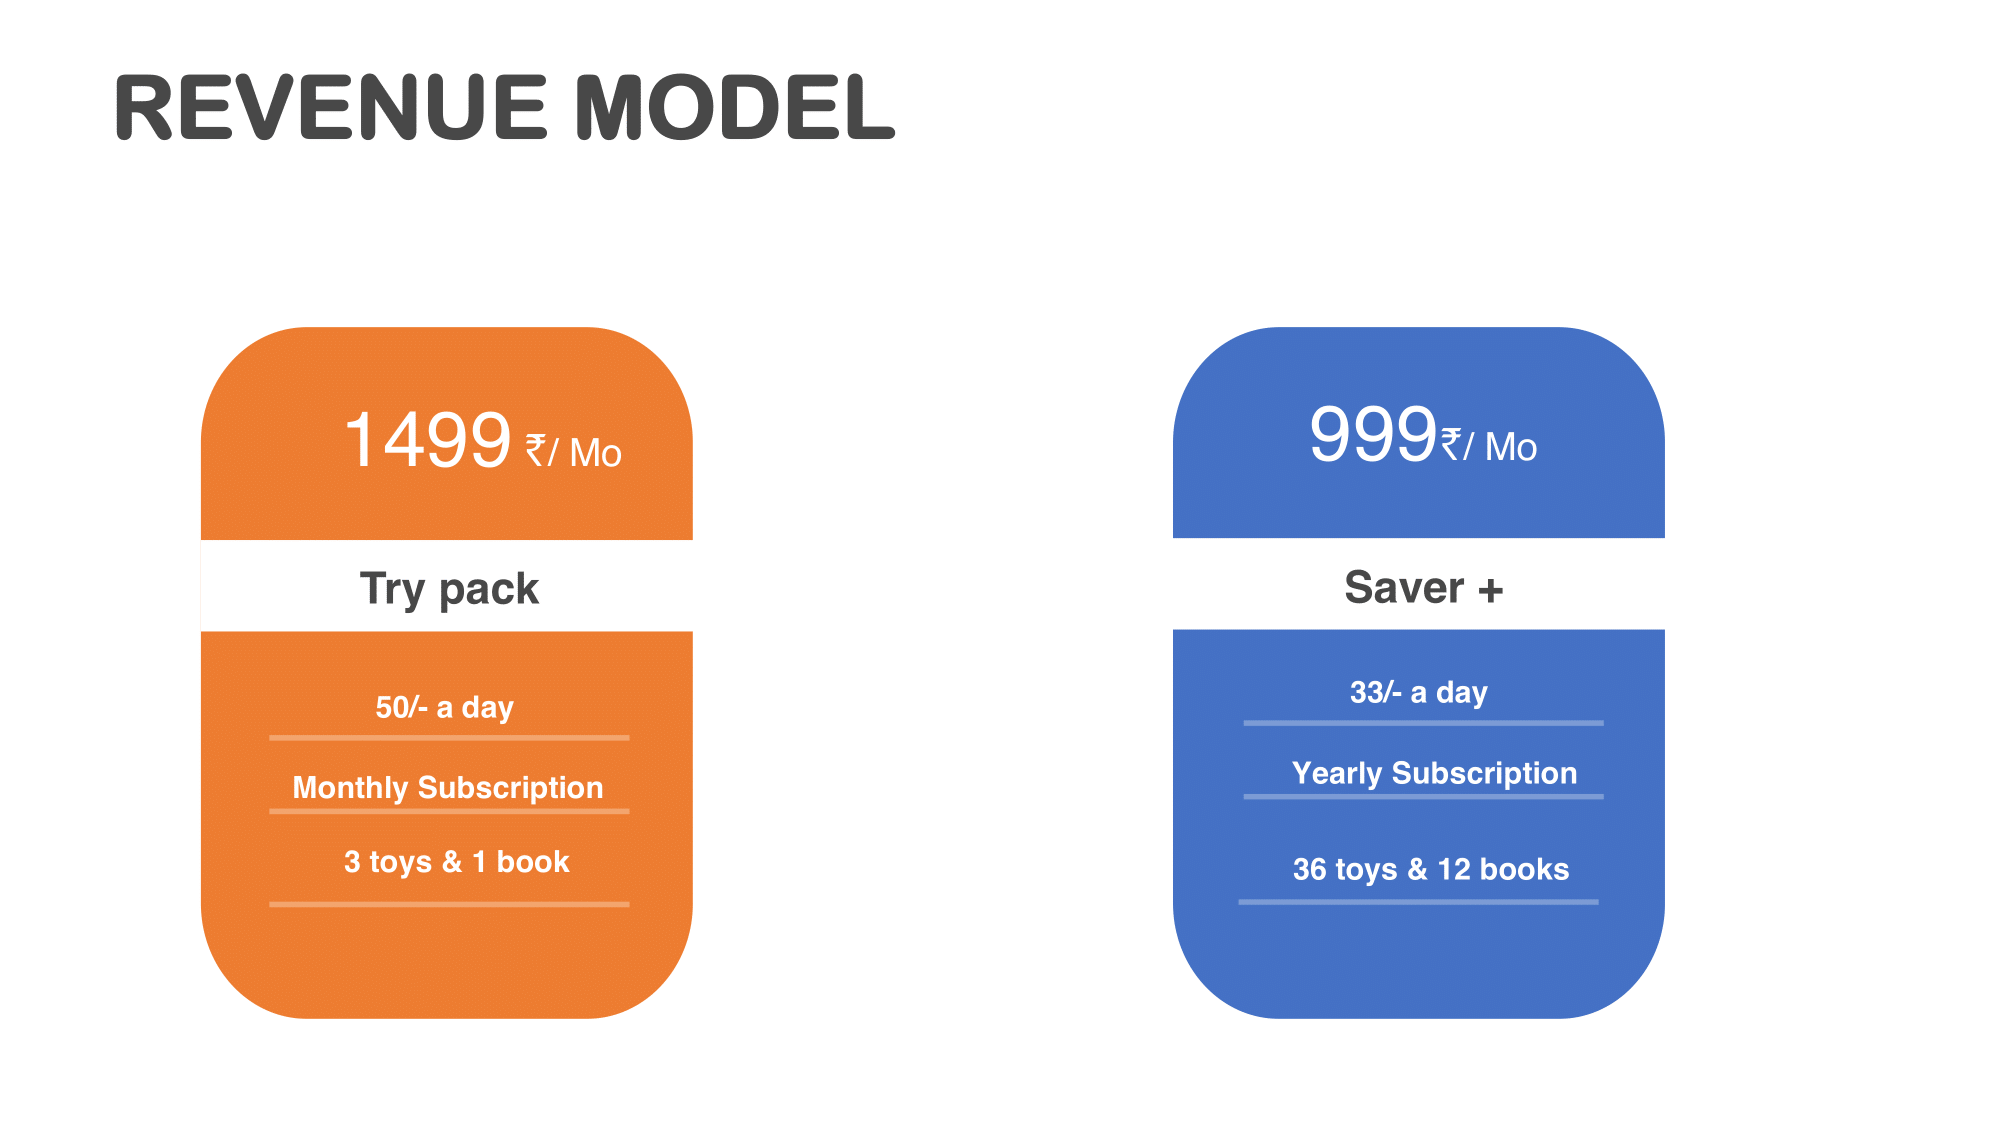 REVENUE MODEL
1499 ₹/ Mo
Try pack
50/- a day
Monthly Subscription
3 toys & 1 book
999₹/ Mo
Saver +
33/- a day
Yearly Subscription
36 toys & 12 books